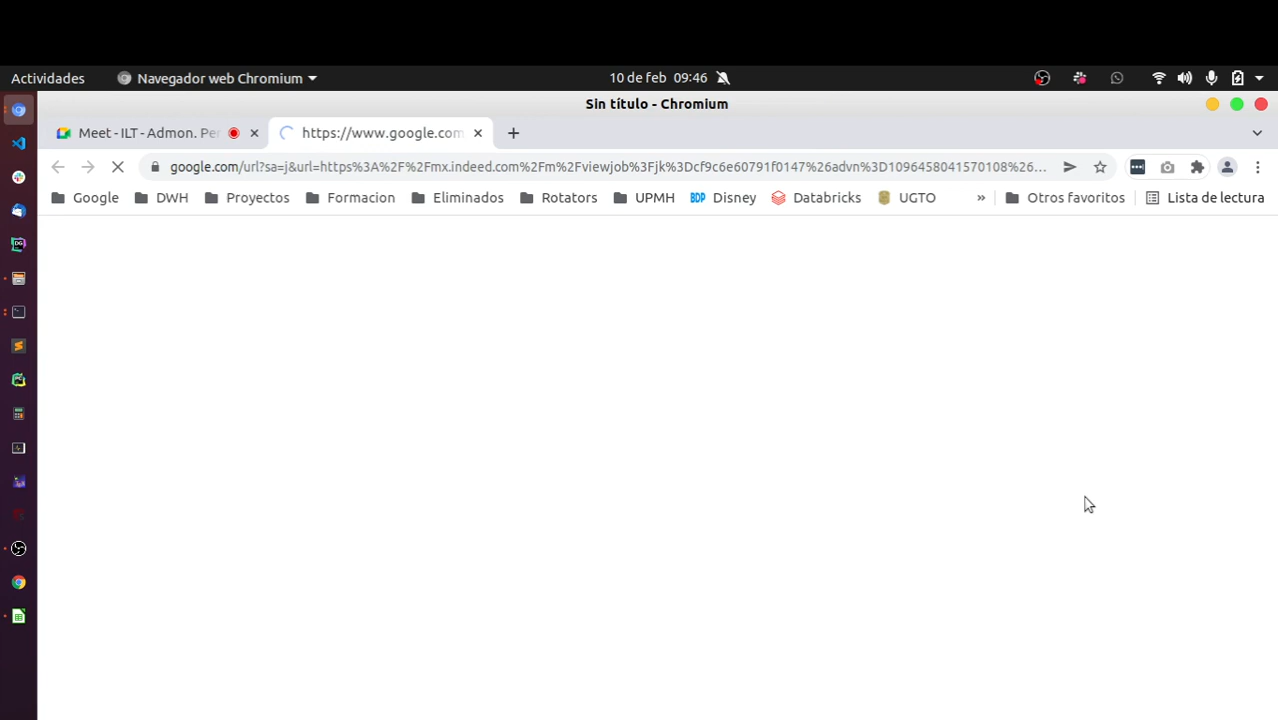 Actividades Navegador web Chromium 10 de feb 09:46
Sin título - Chromium
Meet - ILT - Admon. Per https://www.google.com
google.com/url?sa=j&url=https%3A%2F%2Fmx.indeed.com%2Fm%2Fviewjob%3Fjk%3Dcf9c6e60791f0147%26advn%3D1096458041570108%26...
Google DWH Proyectos Formacion Eliminados Rotators UPMH BDP Disney Databricks UGTO » Otros favoritos Lista de lectura